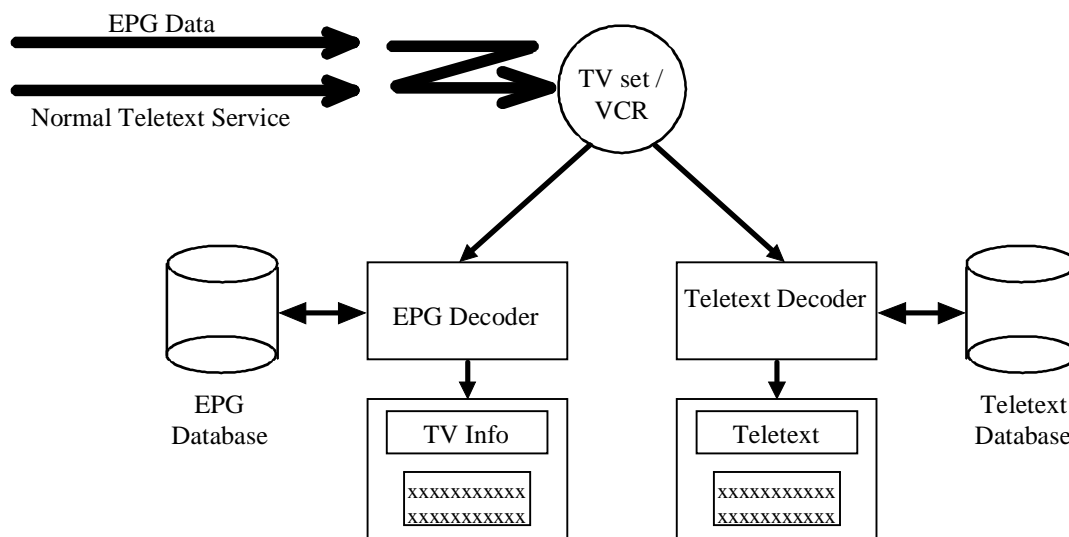 EPG Data
Normal Teletext Service
TV set /
VCR
EPG Decoder
Teletext Decoder
EPG
Database
Teletext
Database
TV Info
Teletext
xxxxxxxxxxx
xxxxxxxxxxx
xxxxxxxxxxx
xxxxxxxxxxx